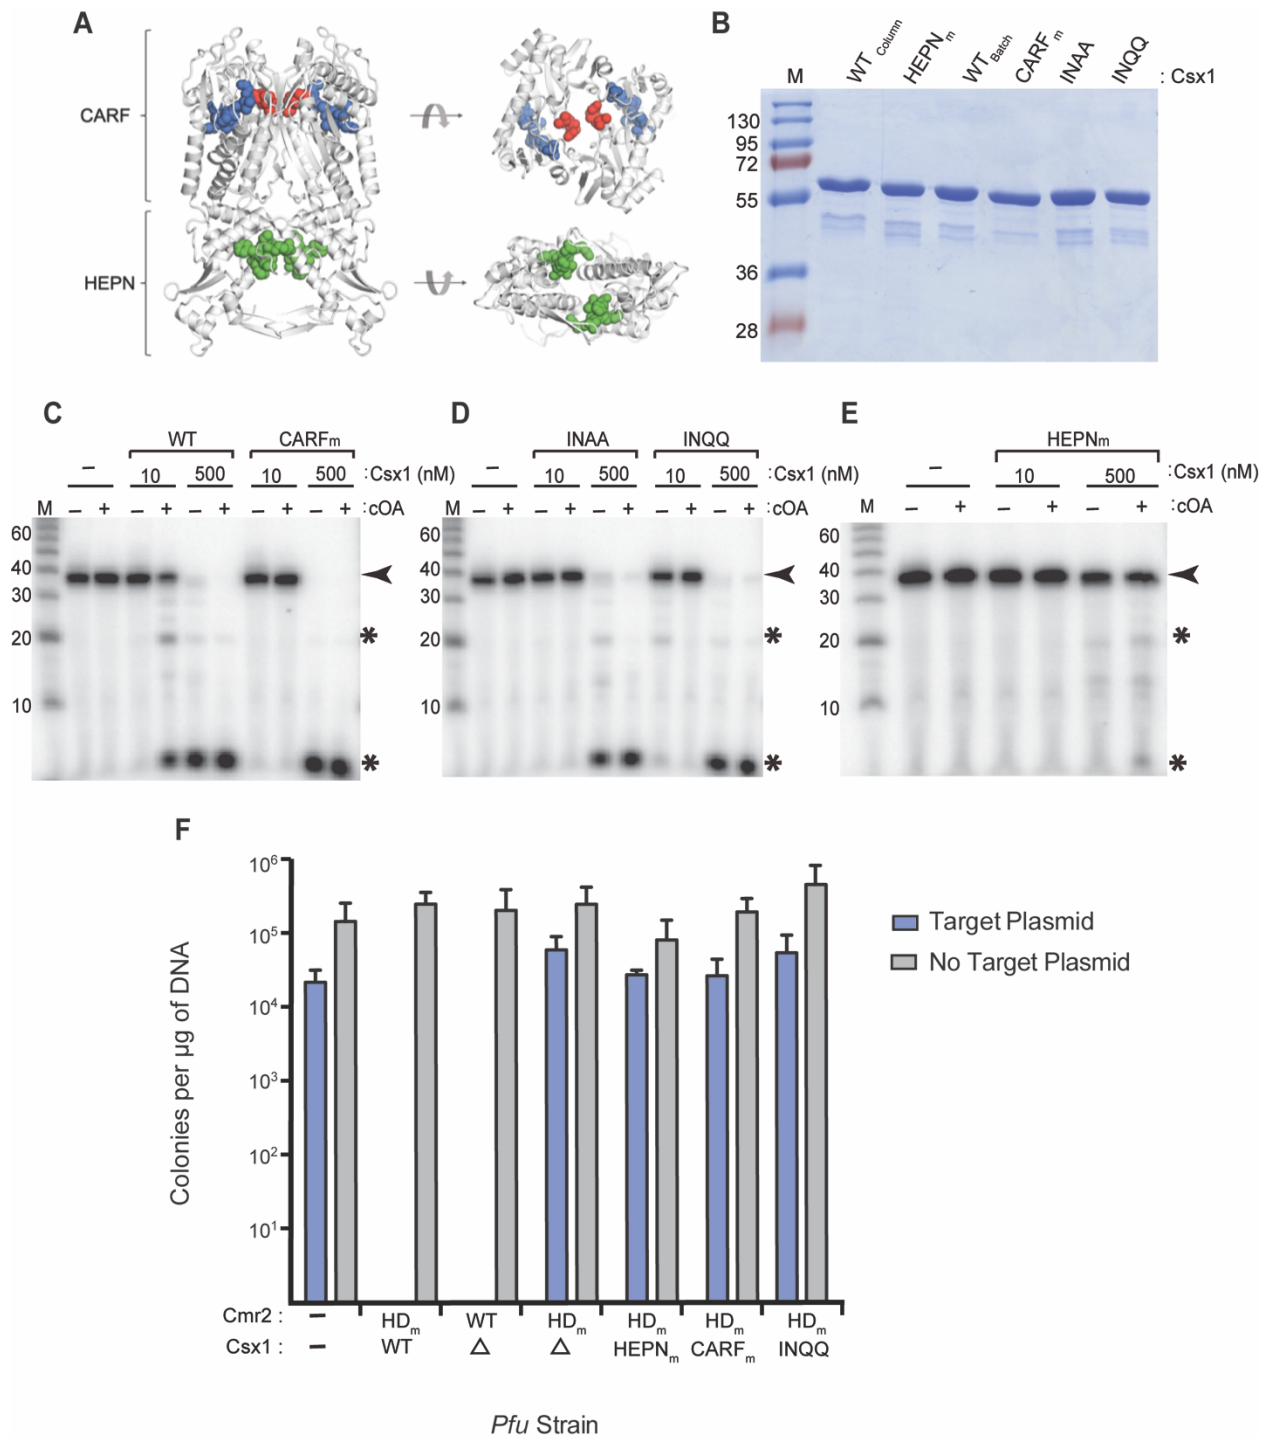 A
CARF
HEPN
B
M WT Column HEPN m WT Batch CARF m INAA INQQ : Csx1
130
95
72
55
36
28
C
WT CARFm
– 10 500 10 500 :Csx1 (nM)
M – + – + – + – + – + :cOA
60
40
30
20
*
10
*
D
INAA INQQ
– 10 500 10 500 :Csx1 (nM)
M – + – + – + – + – + :cOA
60
40
30
20
*
10
*
E
HEPNm
– 10 500 :Csx1 (nM)
M – + – + – + :cOA
60
40
30
20
*
10
*
F
Colonies per µg of DNA
10⁶
10⁵
10⁴
10³
10²
10¹
Target Plasmid
No Target Plasmid
Cmr2 : – HDm WT HDm HDm HDm HDm
Csx1 : – WT △ △ HEPNm CARFm INQQ
Pfu Strain